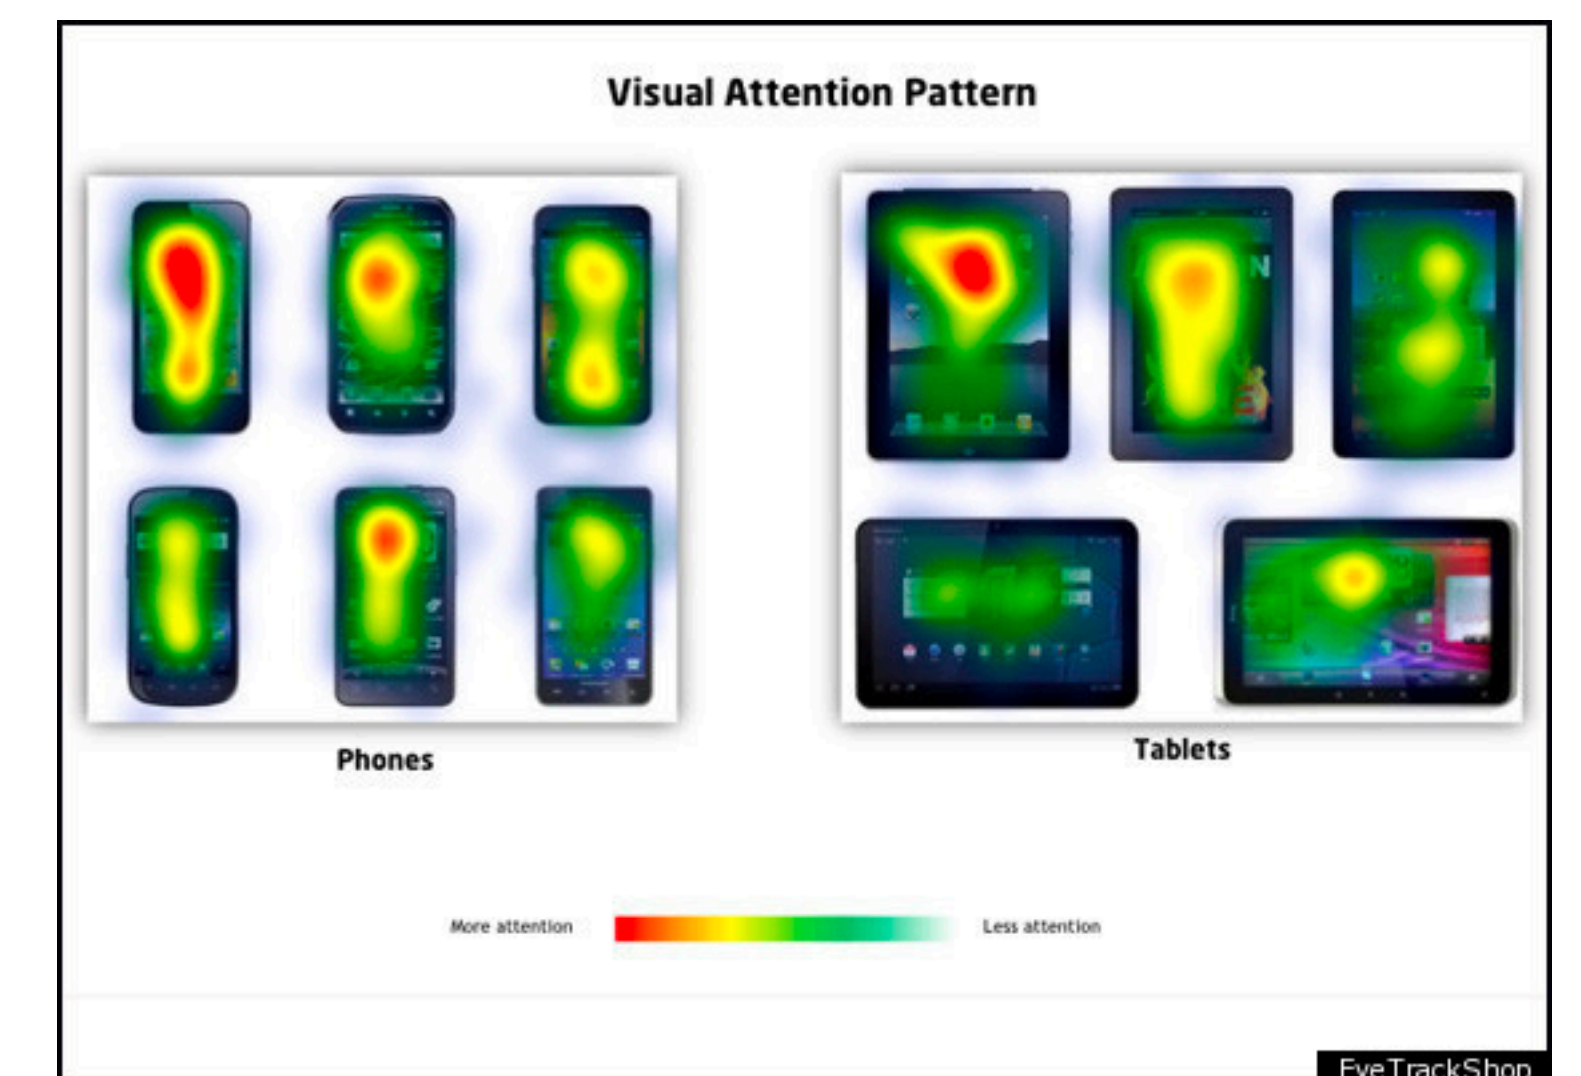 Visual Attention Pattern
N
Phones
Tablets
More attention
Less attention
EyeTrackShop